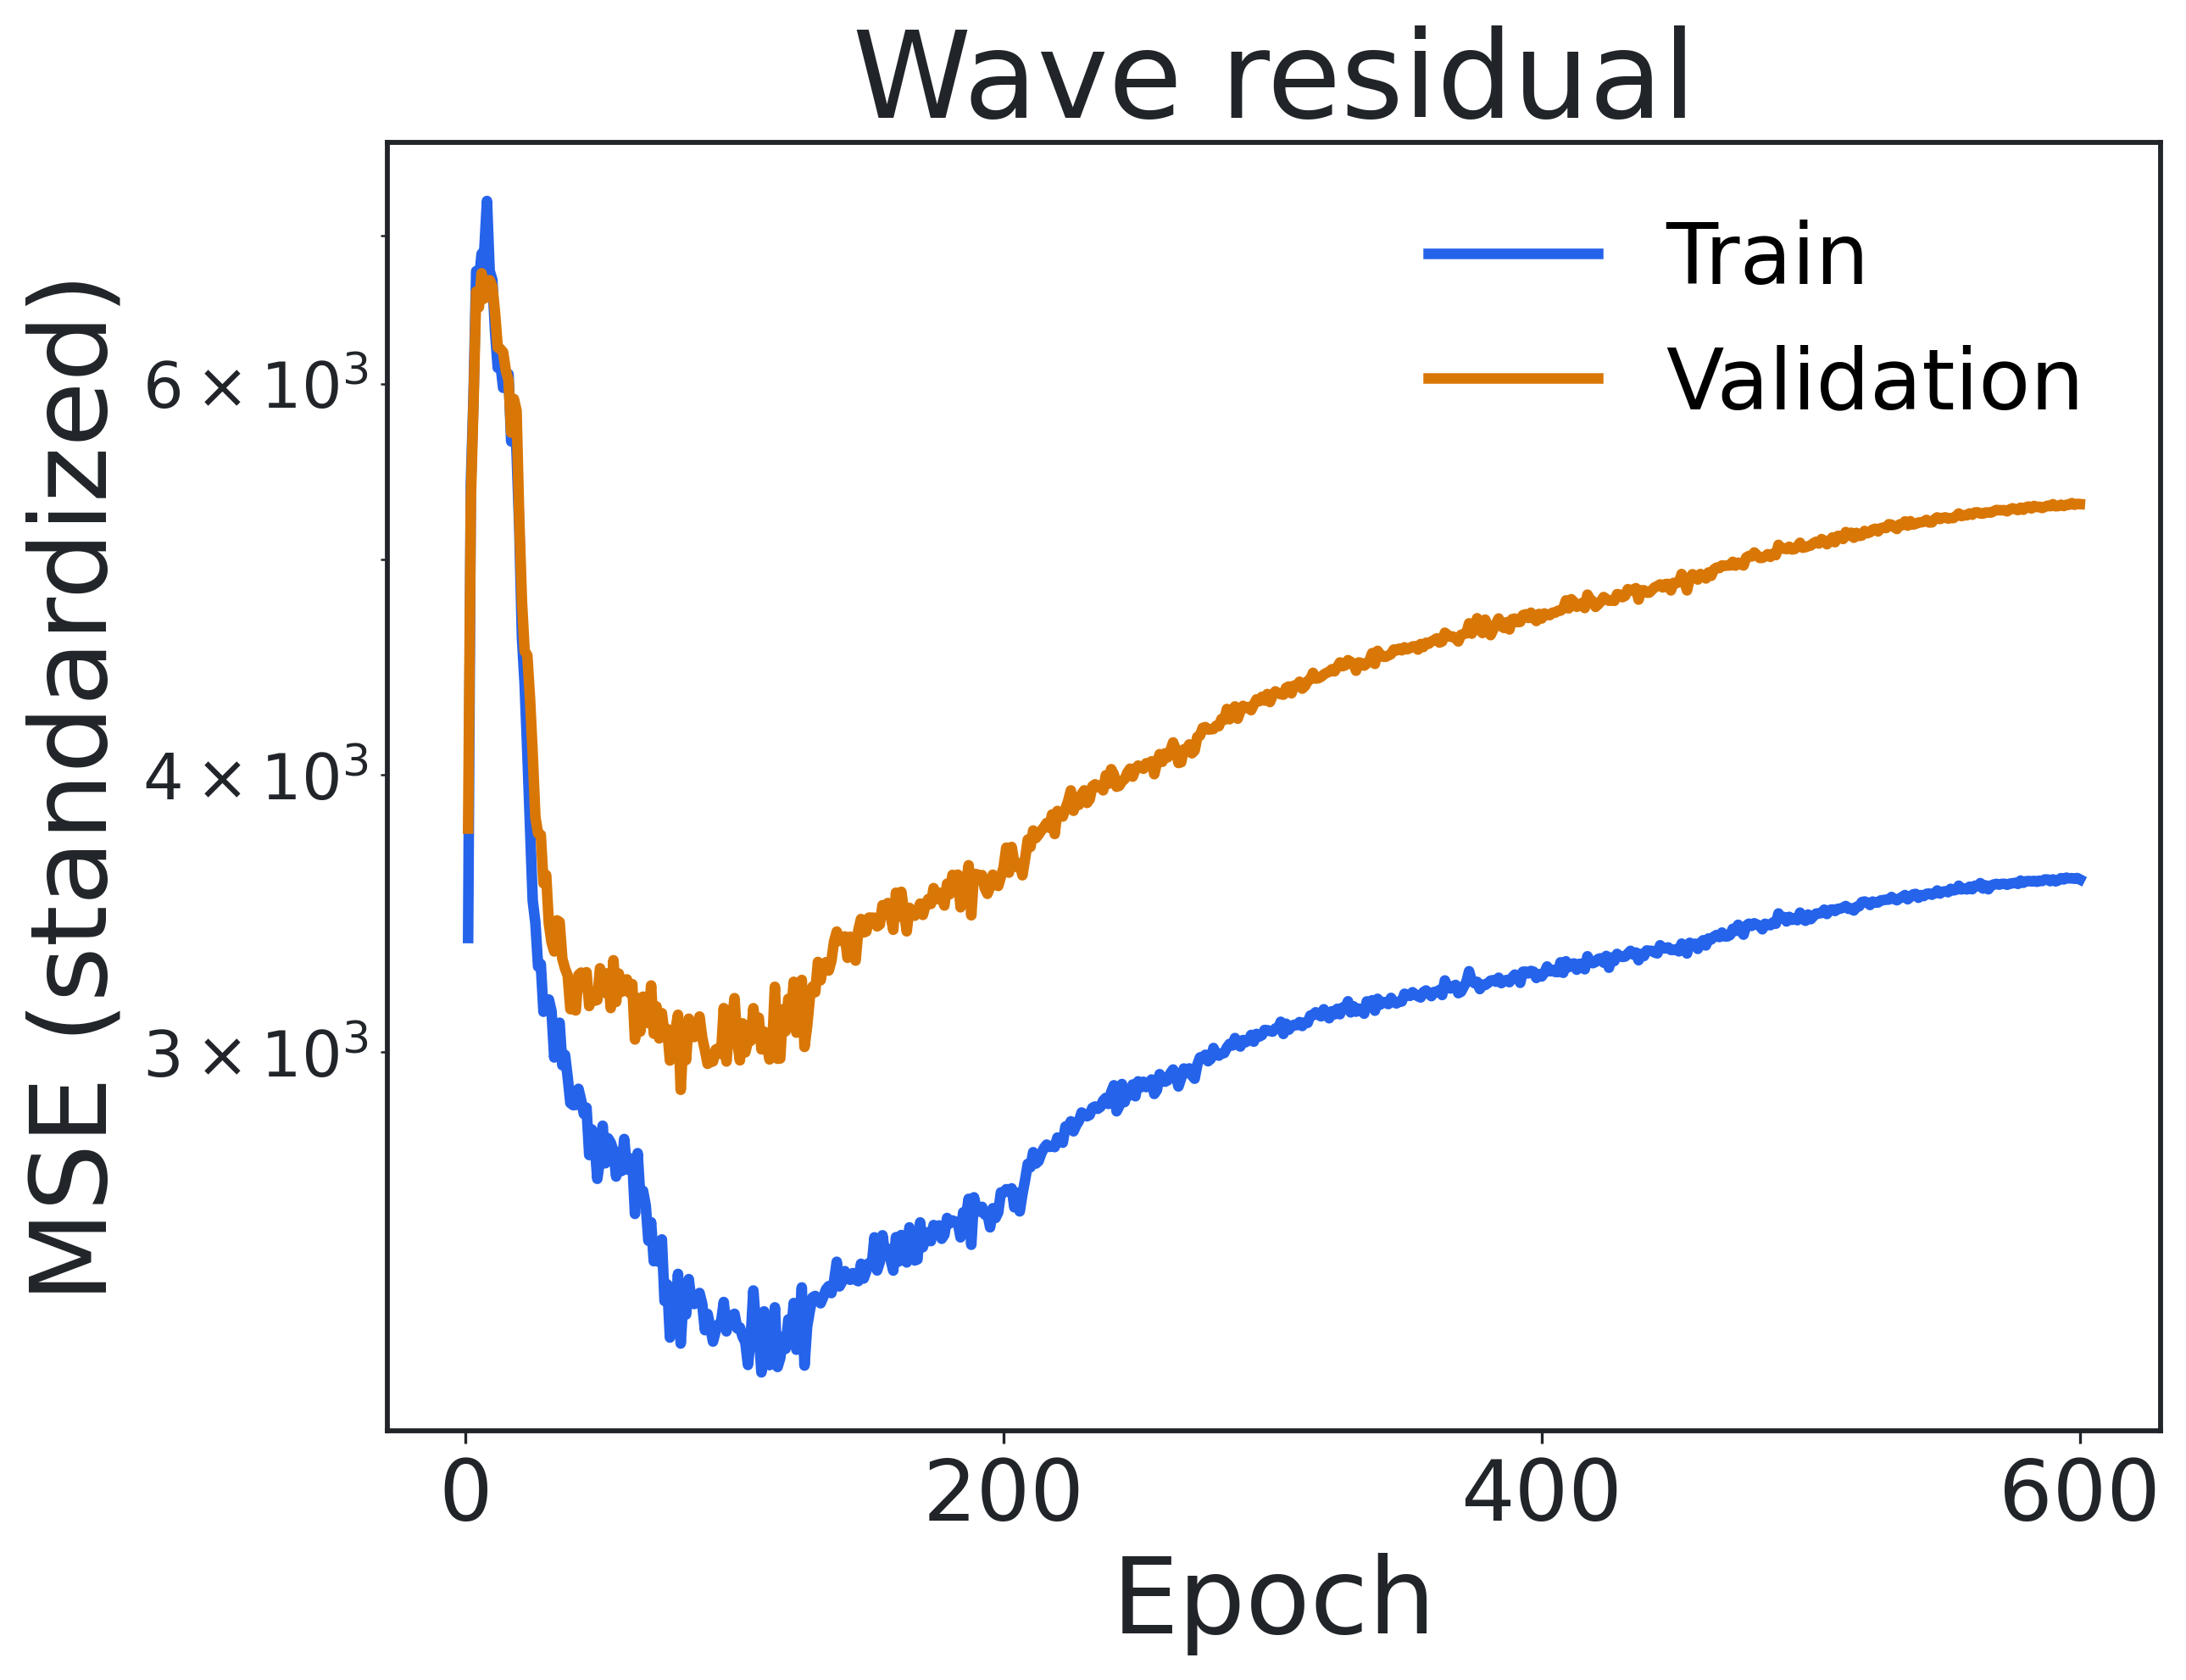 Wave residual
Train
Validation
MSE (standardized)
6 × 10³
4 × 10³
3 × 10³
0 200 400 600
Epoch